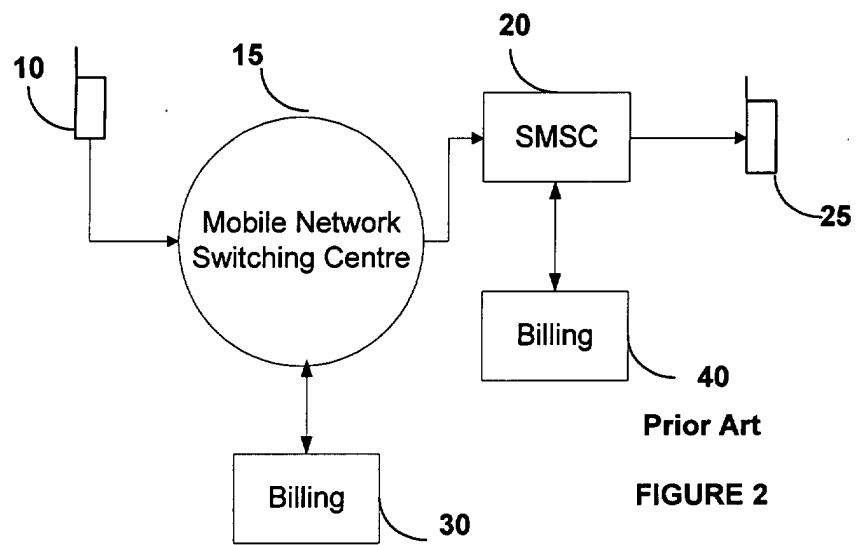 10
15
20
SMSC
25
Mobile Network
Switching Centre
Billing
40
Prior Art
Billing
30
FIGURE 2